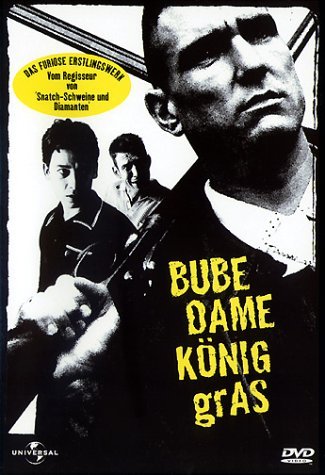 DAS FURIOSE ERSTLINGSWERK
Vom Regisseur
von
'Snatch-Schweine und
Diamanten'
BUBE
DAME
KÖNIG
grAS
UNIVERSAL
DVD
VIDEO